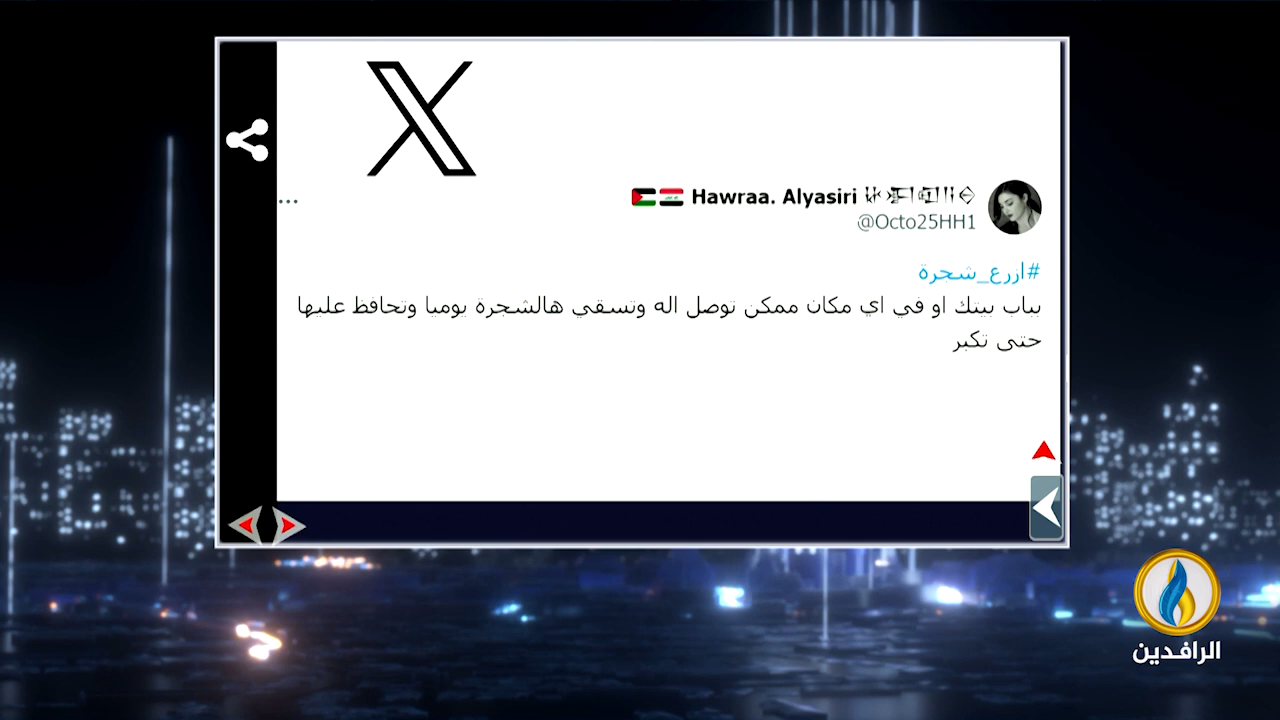 Hawraa. Alyasiri
@Octo25HH1
#ازرع_شجرة
بباب بيتك او في اي مكان ممكن توصل اله وتسقي هالشجرة يوميا وتحافظ عليها
حتى تكبر
الرافدين